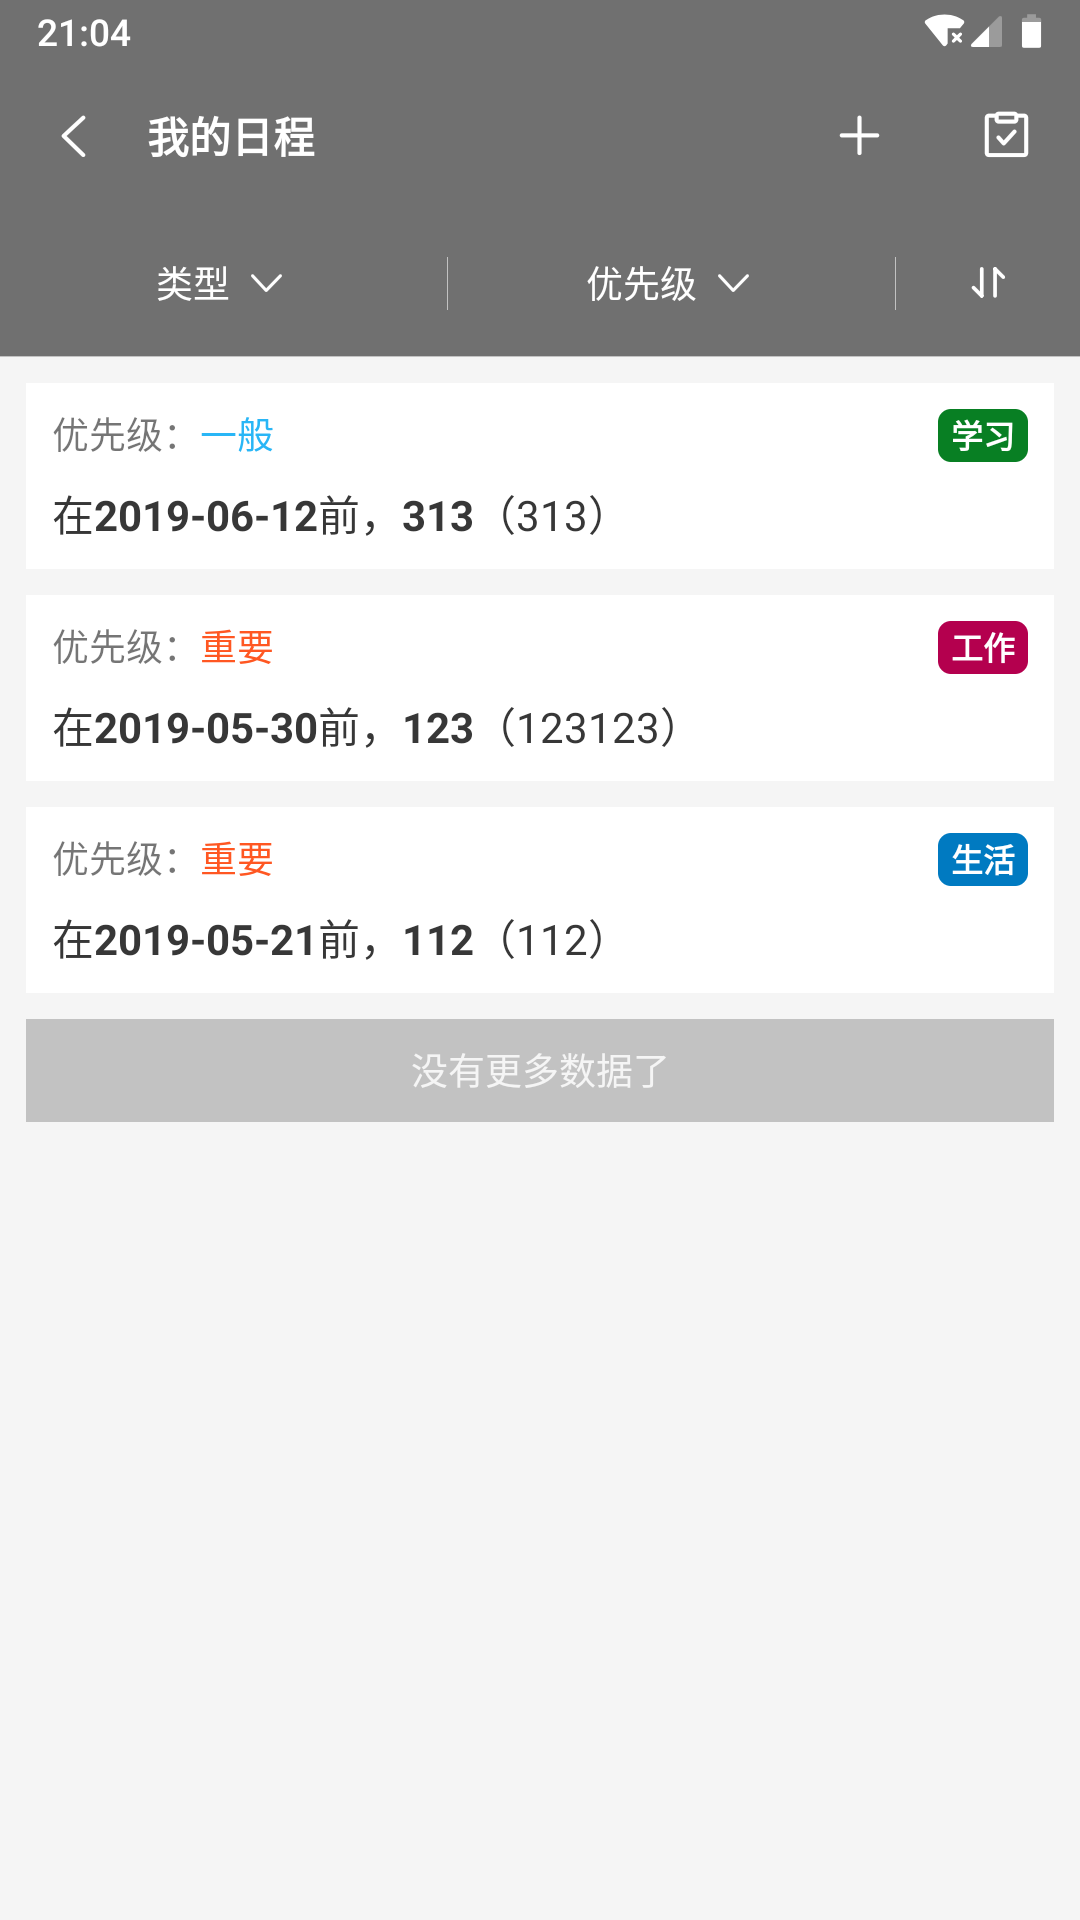 21:04
我的日程
类型 优先级
优先级：一般 学习
在2019-06-12前，313（313）
优先级：重要 工作
在2019-05-30前，123（123123）
优先级：重要 生活
在2019-05-21前，112（112）
没有更多数据了